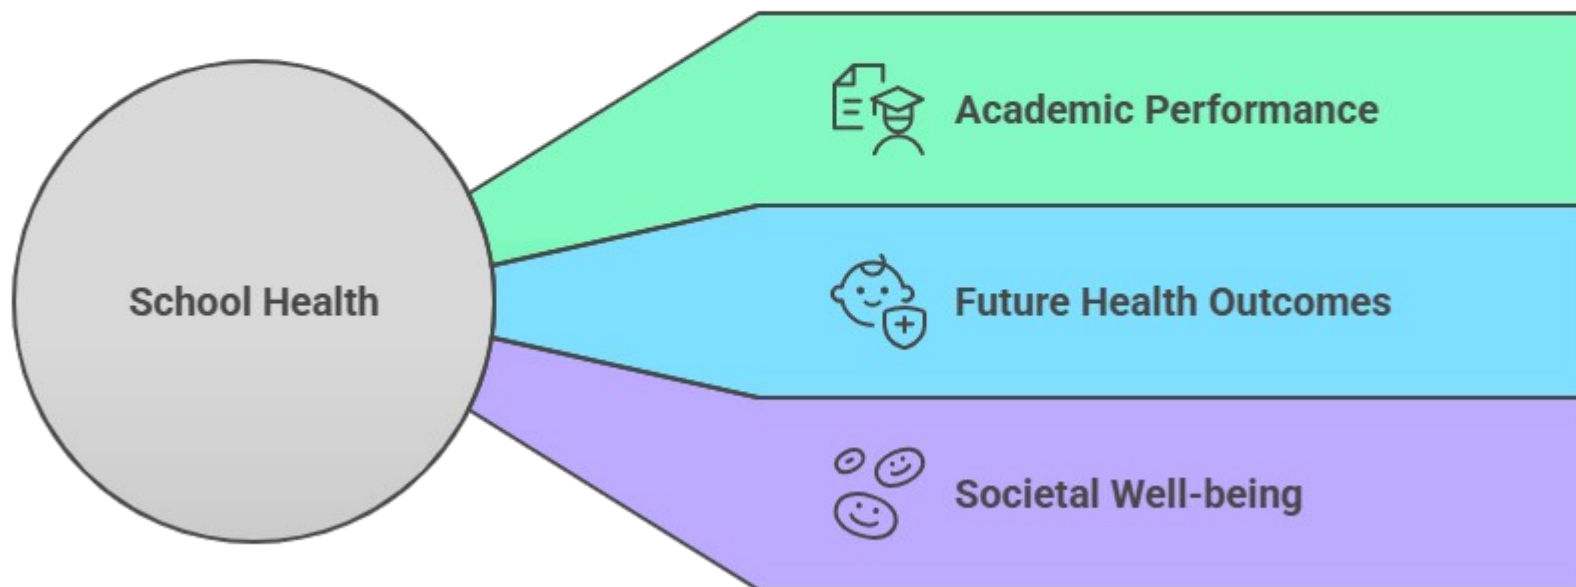 School Health
Academic Performance
Future Health Outcomes
Societal Well-being